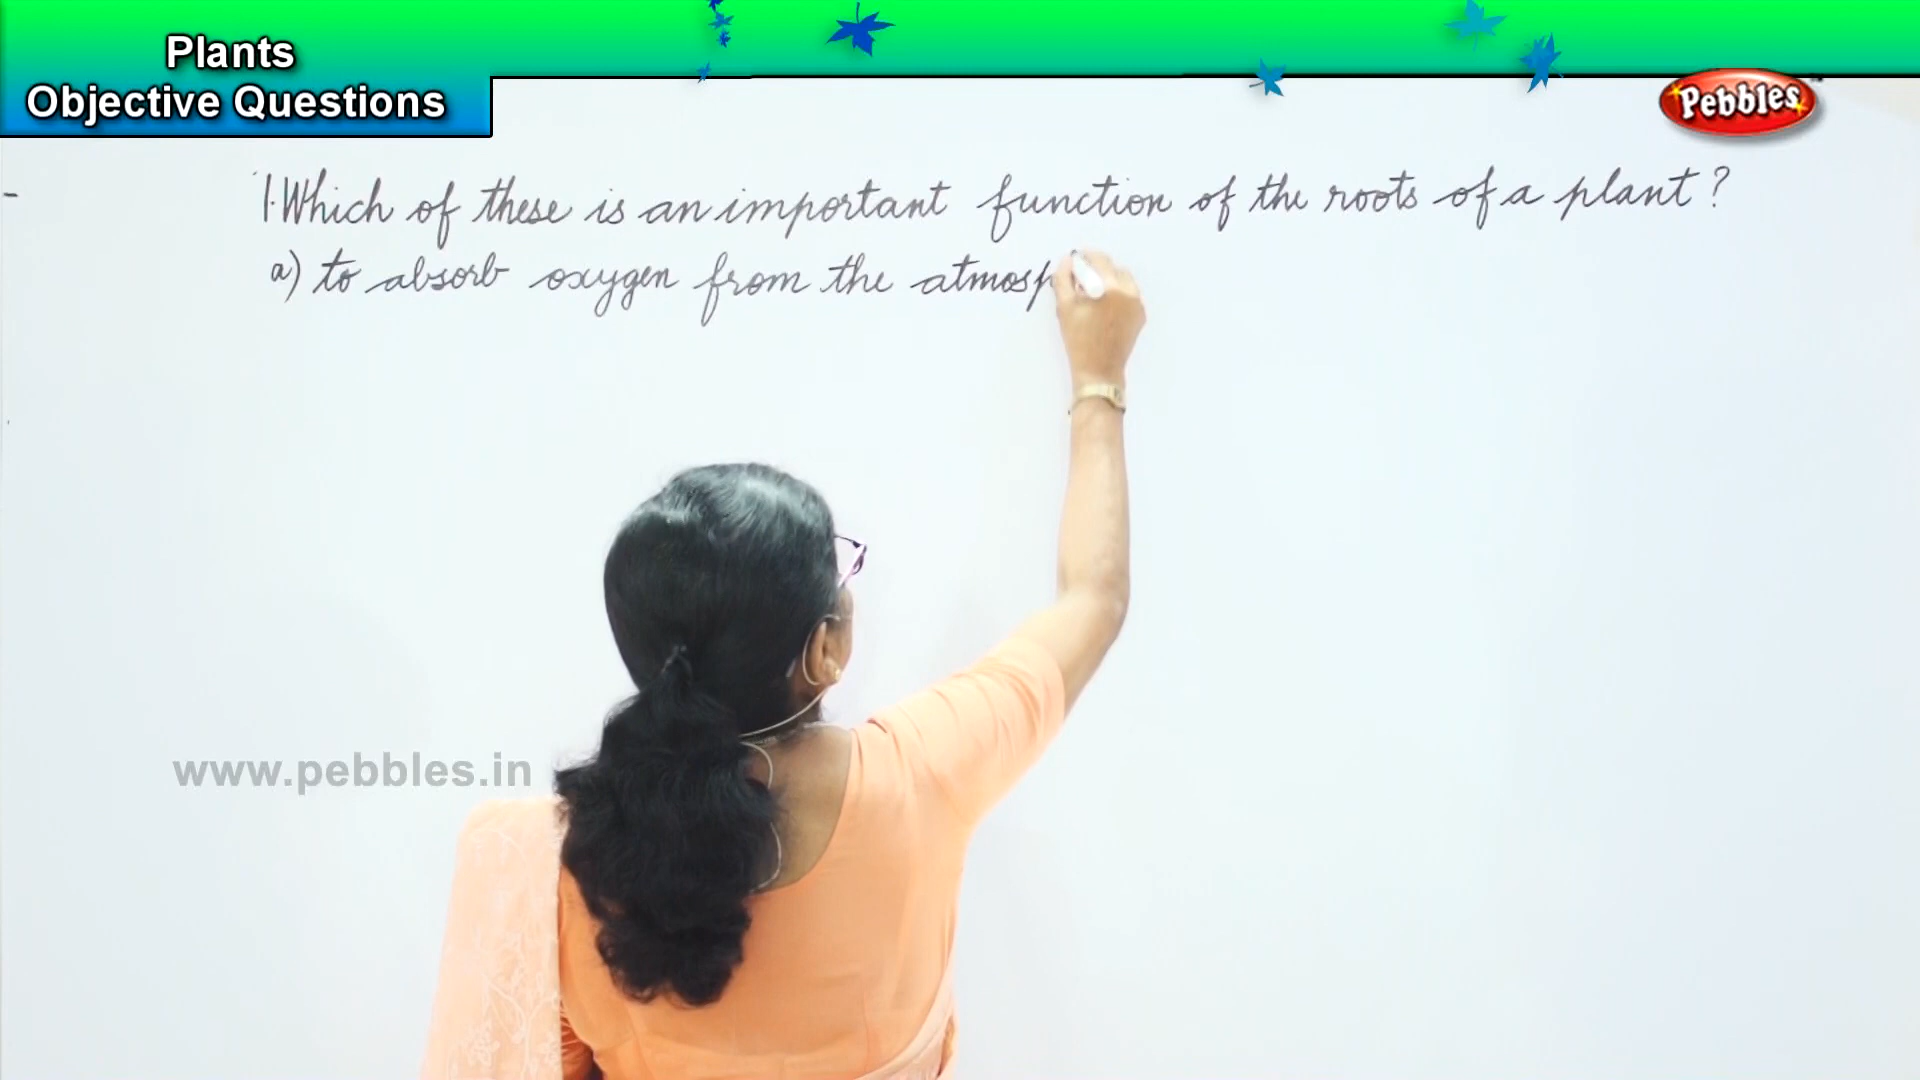 Plants
Objective Questions
Pebbles
1. Which of these is an important function of the roots of a plant?
a) to absorb oxygen from the atmosp
www.pebbles.in